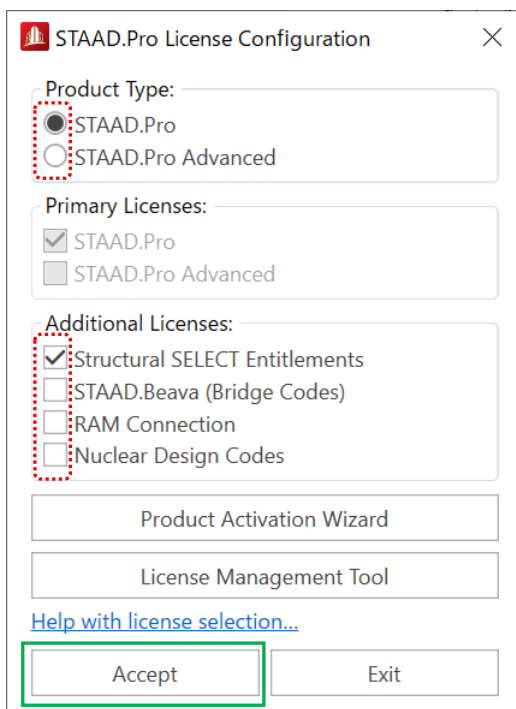 STAAD.Pro License Configuration
Product Type:
STAAD.Pro
STAAD.Pro Advanced
Primary Licenses:
STAAD.Pro
STAAD.Pro Advanced
Additional Licenses:
Structural SELECT Entitlements
STAAD.Beava (Bridge Codes)
RAM Connection
Nuclear Design Codes
Product Activation Wizard
License Management Tool
Help with license selection...
Accept
Exit